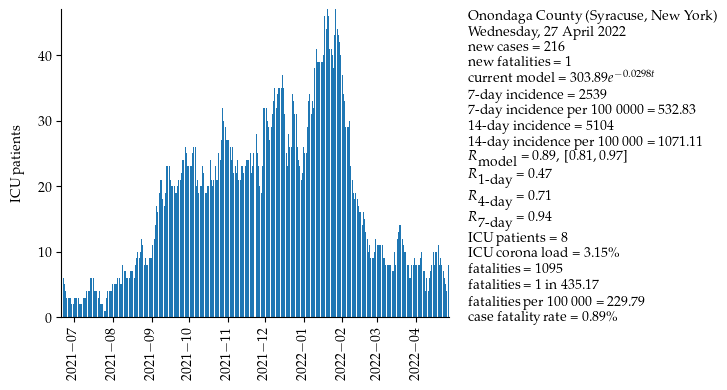 Onondaga County (Syracuse, New York)
Wednesday, 27 April 2022
new cases = 216
new fatalities = 1
current model = 303.89e^{−0.0298t}
7-day incidence = 2539
7-day incidence per 100 0000 = 532.83
14-day incidence = 5104
14-day incidence per 100 000 = 1071.11
R_model = 0.89, [0.81, 0.97]
R_1-day = 0.47
R_4-day = 0.71
R_7-day = 0.94
ICU patients = 8
ICU corona load = 3.15%
fatalities = 1095
fatalities = 1 in 435.17
fatalities per 100 000 = 229.79
case fatality rate = 0.89%
ICU patients
40
30
20
10
0
2021−07
2021−08
2021−09
2021−10
2021−11
2021−12
2022−01
2022−02
2022−03
2022−04